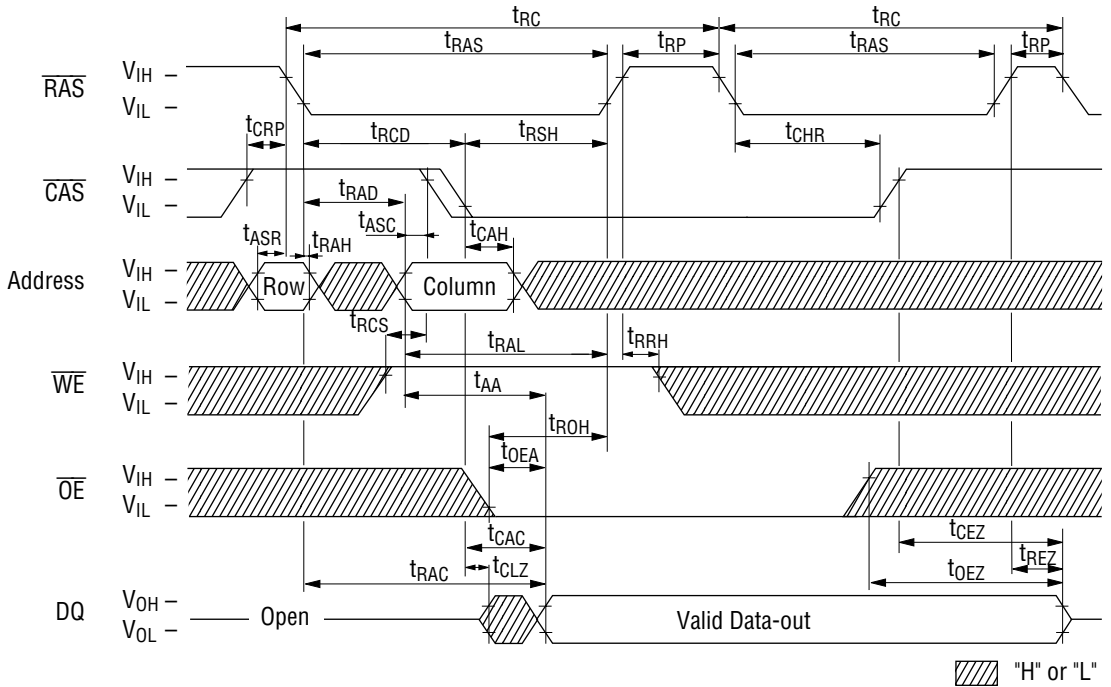 tRC tRC
tRAS tRP tRAS tRP
RAS VIH
VIL
tCRP tRCD tRSH tCHR
CAS VIH
VIL
tRAD
tASC tCAH
tASR tRAH
Address VIH
VIL
Row Column
tRCS tRAL tRRH
WE VIH
VIL
tAA
tROH
tOEA
OE VIH
VIL
tCAC tCEZ
tCLZ tREZ
tRAC tOEZ
DQ VOH
VOL
Open Valid Data-out
"H" or "L"